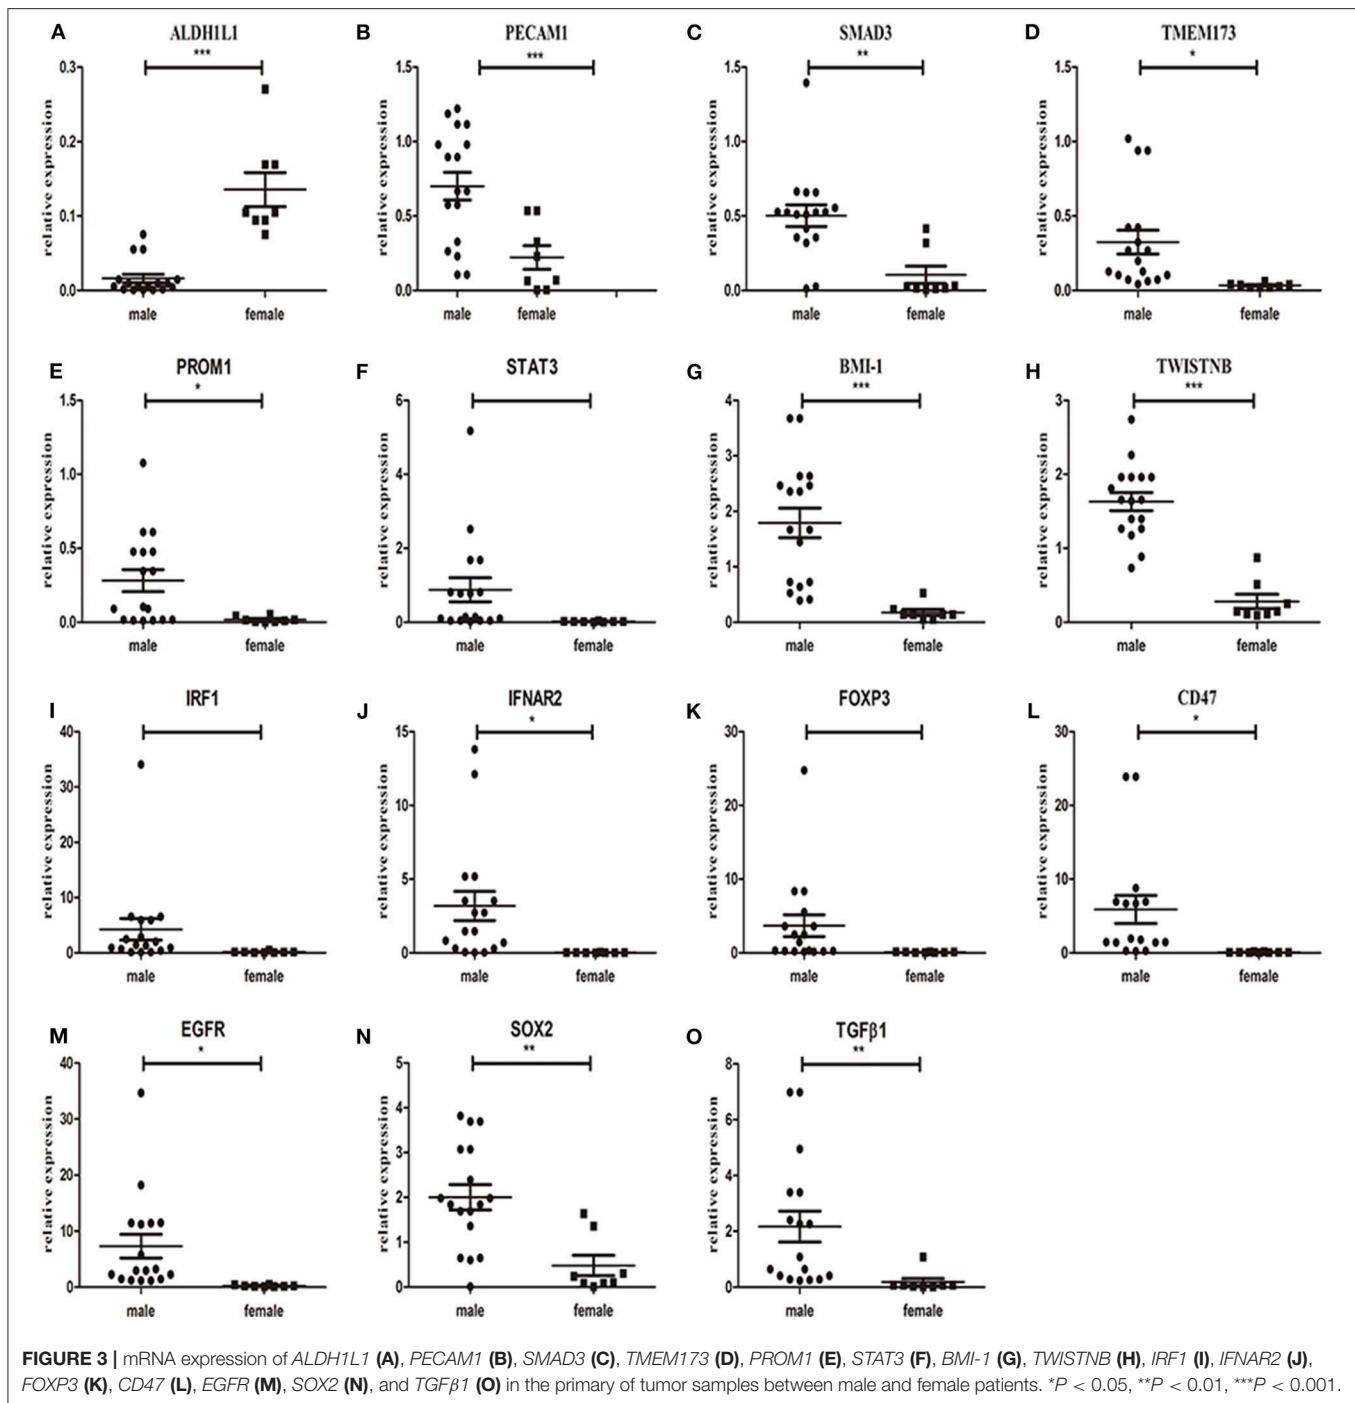 A ALDH1L1
***
relative expression
0.3
0.2
0.1
0.0
male female
B PECAM1
***
relative expression
1.5
1.0
0.5
0.0
male female
C SMAD3
**
relative expression
1.5
1.0
0.5
0.0
male female
D TMEM173
*
relative expression
1.5
1.0
0.5
0.0
male female
E PROM1
*
relative expression
1.5
1.0
0.5
0.0
male female
F STAT3
relative expression
6
4
2
0
male female
G BMI-1
***
relative expression
4
3
2
1
0
male female
H TWISTNB
***
relative expression
3
2
1
0
male female
I IRF1
relative expression
40
30
20
10
0
male female
J IFNAR2
*
relative expression
15
10
5
0
male female
K FOXP3
relative expression
30
20
10
0
male female
L CD47
*
relative expression
30
20
10
0
male female
M EGFR
*
relative expression
40
30
20
10
0
male female
N SOX2
**
relative expression
5
4
3
2
1
0
male female
O TGFβ1
**
relative expression
8
6
4
2
0
male female
FIGURE 3 | mRNA expression of ALDH1L1 (A), PECAM1 (B), SMAD3 (C), TMEM173 (D), PROM1 (E), STAT3 (F), BMI-1 (G), TWISTNB (H), IRF1 (I), IFNAR2 (J),
FOXP3 (K), CD47 (L), EGFR (M), SOX2 (N), and TGFβ1 (O) in the primary of tumor samples between male and female patients. *P < 0.05, **P < 0.01, ***P < 0.001.